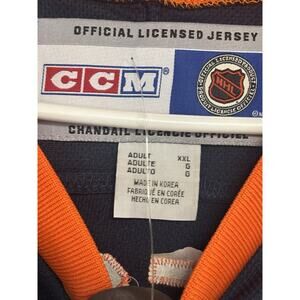 OFFICIAL LICENSED JERSEY
CCM
NHL
CHANDAIL LICENCIÉ OFFICIEL
ADULT XXL
ADULTE G
ADULTO G
MADE IN KOREA
FABRIQUÉ EN CORÉE
HECHO EN COREA